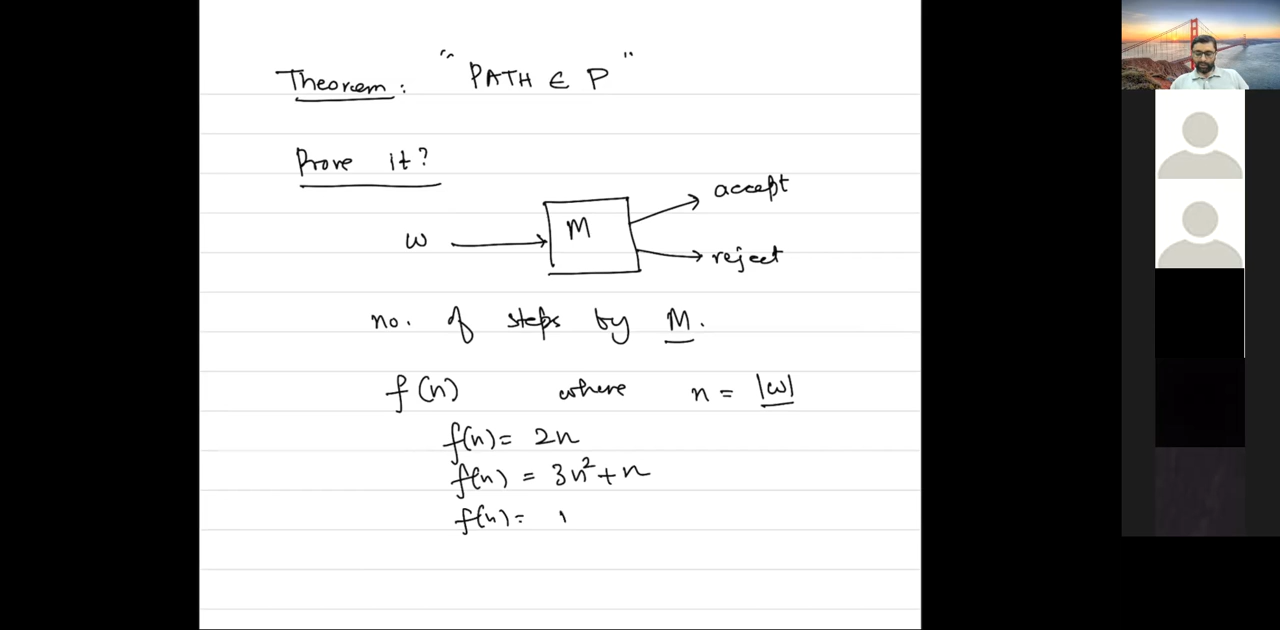 Theorem: "PATH ∈ P"
Prove it?
w M accept
reject
no. of steps by M.
f(n) where n = |w|
f(n) = 2n
f(n) = 3n² + n
f(n) =